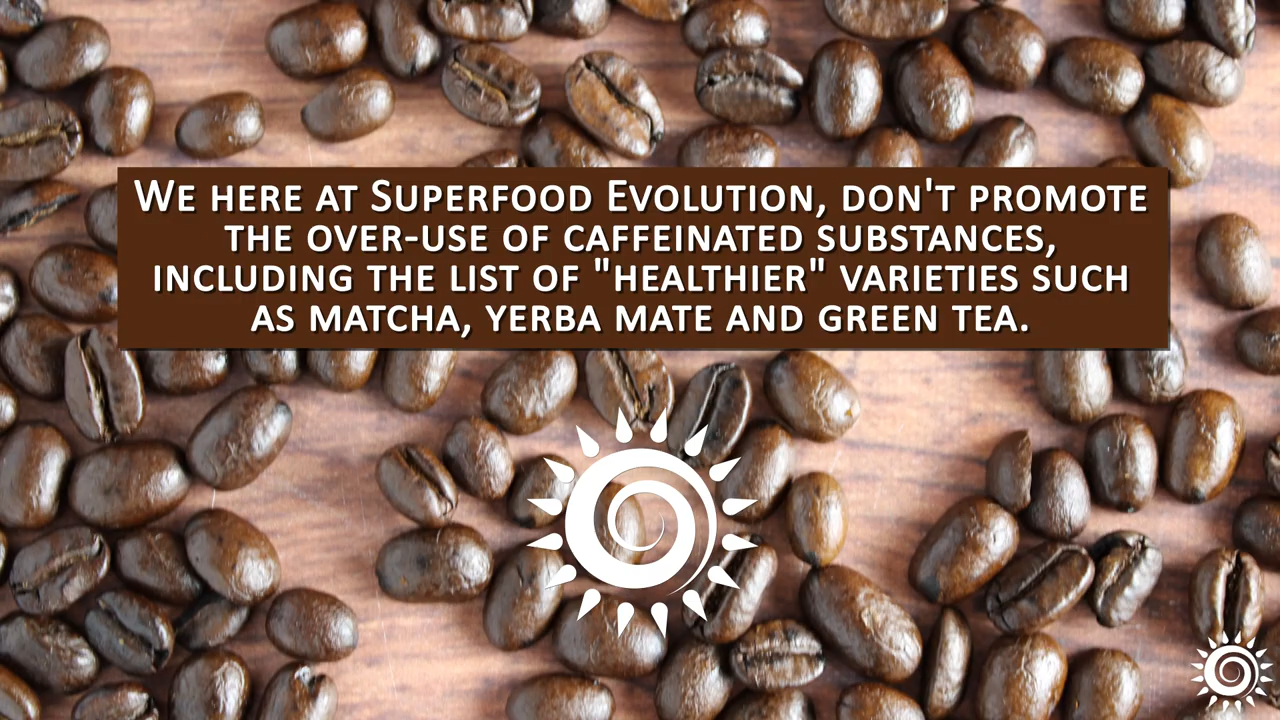 We here at Superfood Evolution, don't promote
the over-use of caffeinated substances,
including the list of "healthier" varieties such
as matcha, yerba mate and green tea.